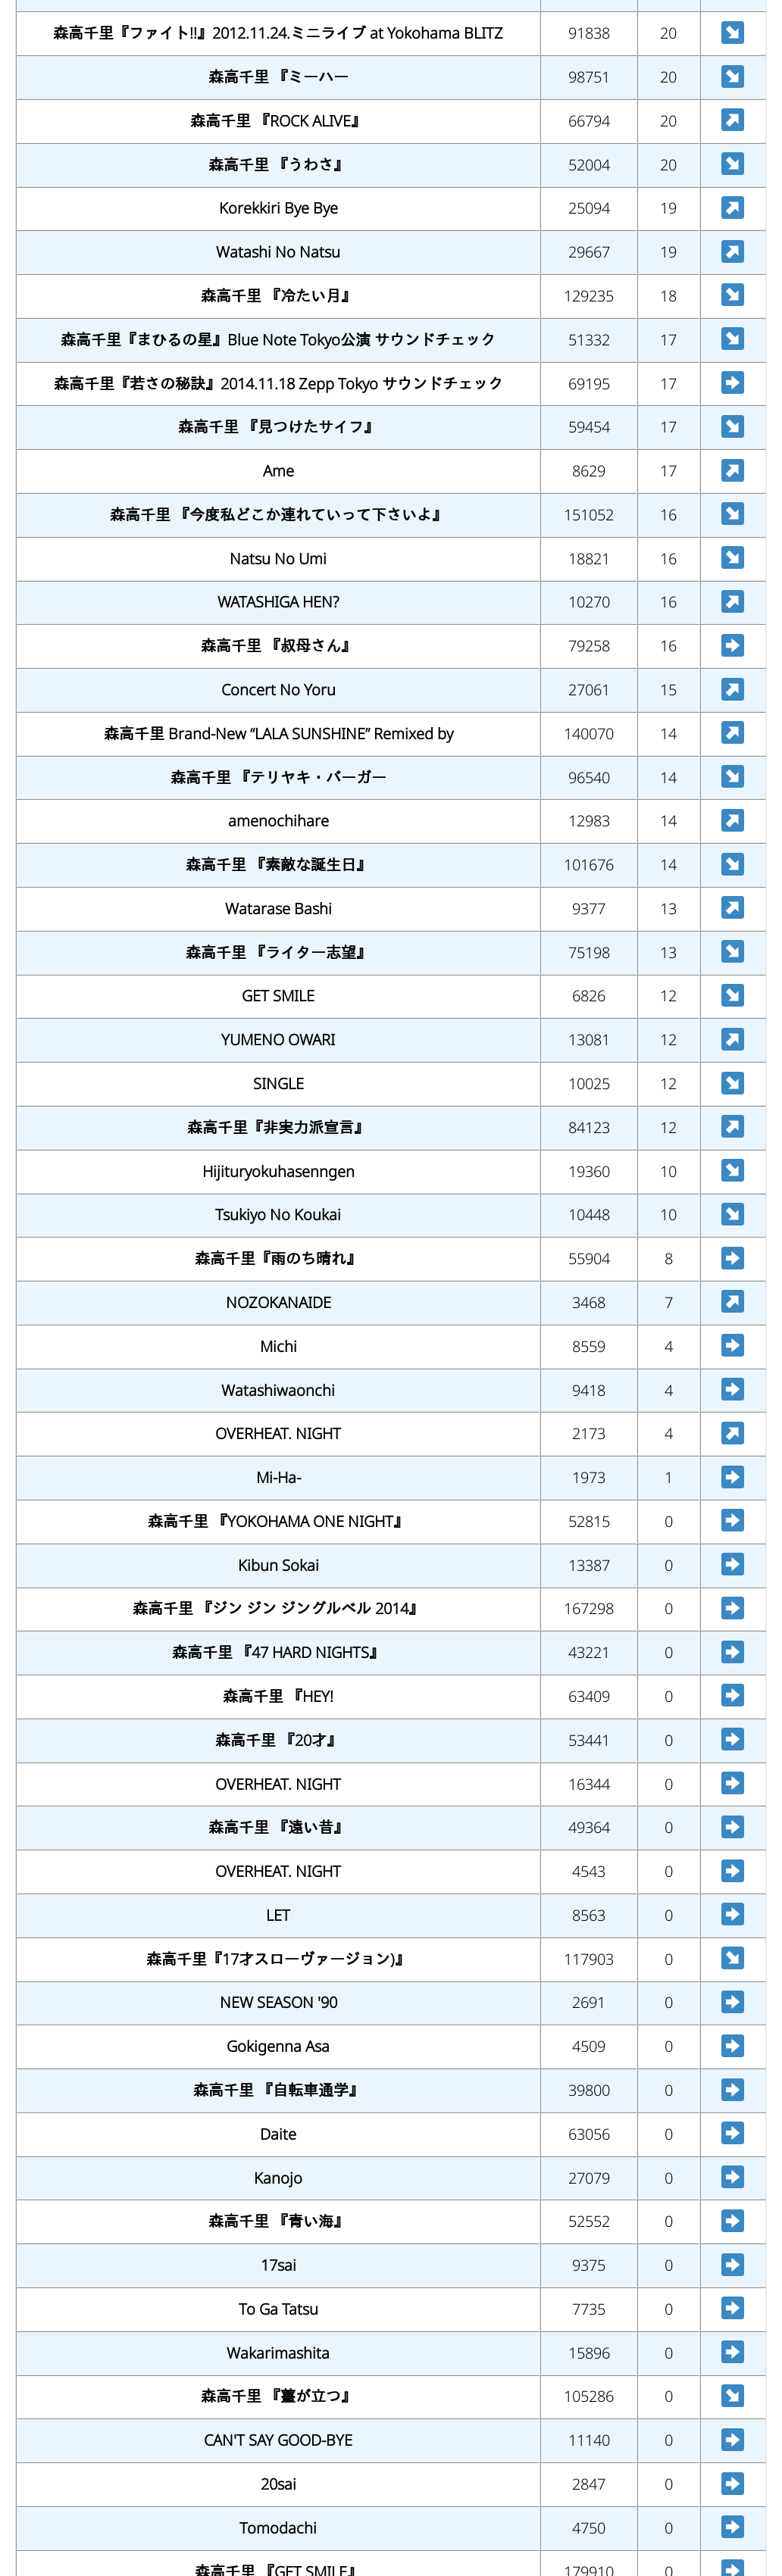 森高千里『ファイト!!』2012.11.24.ミニライブ at Yokohama BLITZ 91838 20
森高千里 『ミーハー 98751 20
森高千里 『ROCK ALIVE』 66794 20
森高千里 『うわさ』 52004 20
Korekkiri Bye Bye 25094 19
Watashi No Natsu 29667 19
森高千里 『冷たい月』 129235 18
森高千里『まひるの星』Blue Note Tokyo公演 サウンドチェック 51332 17
森高千里『若さの秘訣』2014.11.18 Zepp Tokyo サウンドチェック 69195 17
森高千里 『見つけたサイフ』 59454 17
Ame 8629 17
森高千里 『今度私どこか連れていって下さいよ』 151052 16
Natsu No Umi 18821 16
WATASHIGA HEN? 10270 16
森高千里 『叔母さん』 79258 16
Concert No Yoru 27061 15
森高千里 Brand-New “LALA SUNSHINE” Remixed by 140070 14
森高千里 『テリヤキ・バーガー 96540 14
amenochihare 12983 14
森高千里 『素敵な誕生日』 101676 14
Watarase Bashi 9377 13
森高千里 『ライター志望』 75198 13
GET SMILE 6826 12
YUMENO OWARI 13081 12
SINGLE 10025 12
森高千里『非実力派宣言』 84123 12
Hijituryokuhasenngen 19360 10
Tsukiyo No Koukai 10448 10
森高千里『雨のち晴れ』 55904 8
NOZOKANAIDE 3468 7
Michi 8559 4
Watashiwaonchi 9418 4
OVERHEAT. NIGHT 2173 4
Mi-Ha- 1973 1
森高千里 『YOKOHAMA ONE NIGHT』 52815 0
Kibun Sokai 13387 0
森高千里 『ジン ジン ジングルベル 2014』 167298 0
森高千里 『47 HARD NIGHTS』 43221 0
森高千里 『HEY! 63409 0
森高千里 『20才』 53441 0
OVERHEAT. NIGHT 16344 0
森高千里 『遠い昔』 49364 0
OVERHEAT. NIGHT 4543 0
LET 8563 0
森高千里『17才スローヴァージョン)』 117903 0
NEW SEASON '90 2691 0
Gokigenna Asa 4509 0
森高千里 『自転車通学』 39800 0
Daite 63056 0
Kanojo 27079 0
森高千里 『青い海』 52552 0
17sai 9375 0
To Ga Tatsu 7735 0
Wakarimashita 15896 0
森高千里 『薹が立つ』 105286 0
CAN'T SAY GOOD-BYE 11140 0
20sai 2847 0
Tomodachi 4750 0
森高千里 『GET SMILE』 179910 0